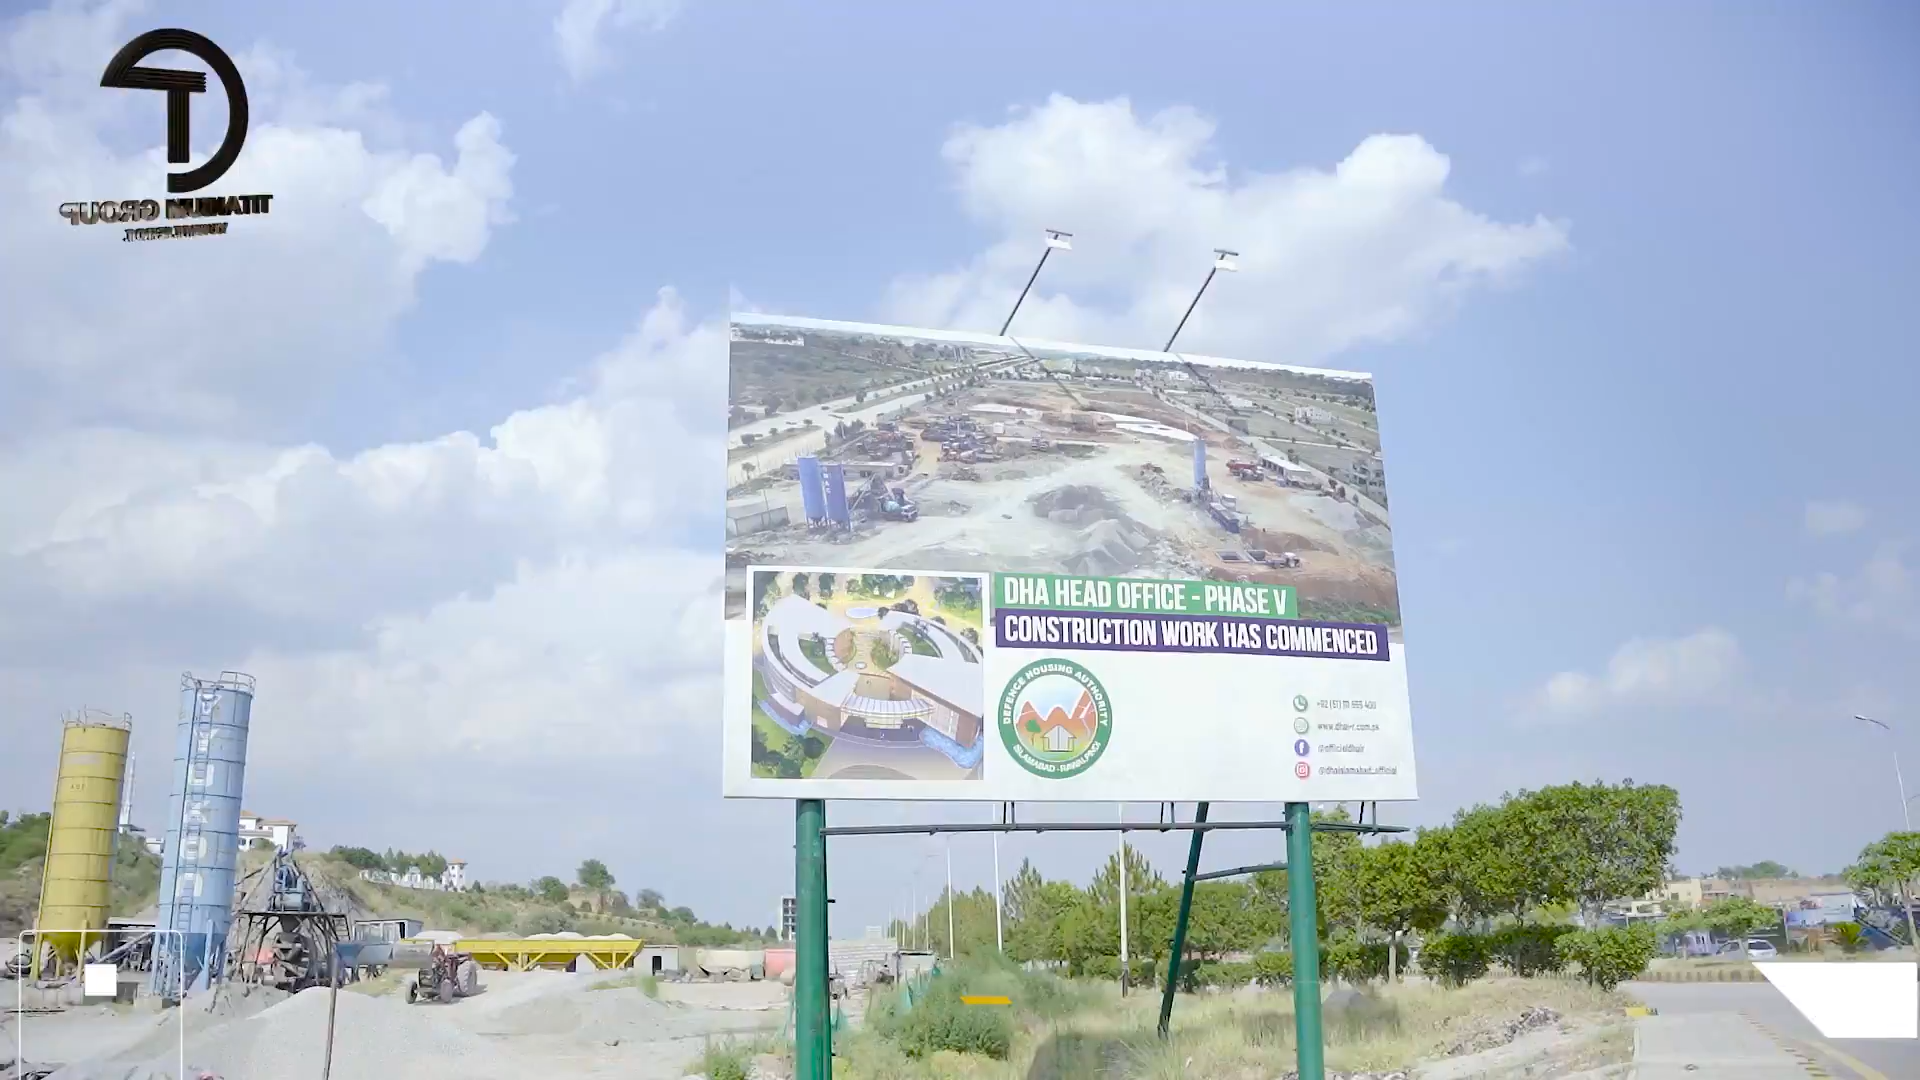 TITANIUM GROUP
DHA HEAD OFFICE - PHASE V
CONSTRUCTION WORK HAS COMMENCED
DEFENCE HOUSING AUTHORITY
ISLAMABAD - RAWALPINDI
www.dhai-r.com.pk
@officialdhair
@dhaislamabad_official